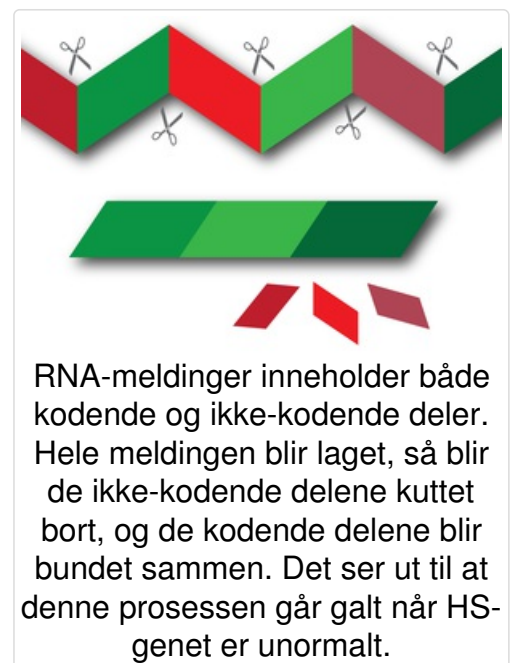 RNA-meldinger inneholder både
kodende og ikke-kodende deler.
Hele meldingen blir laget, så blir
de ikke-kodende delene kuttet
bort, og de kodende delene blir
bundet sammen. Det ser ut til at
denne prosessen går galt når HS-
genet er unormalt.